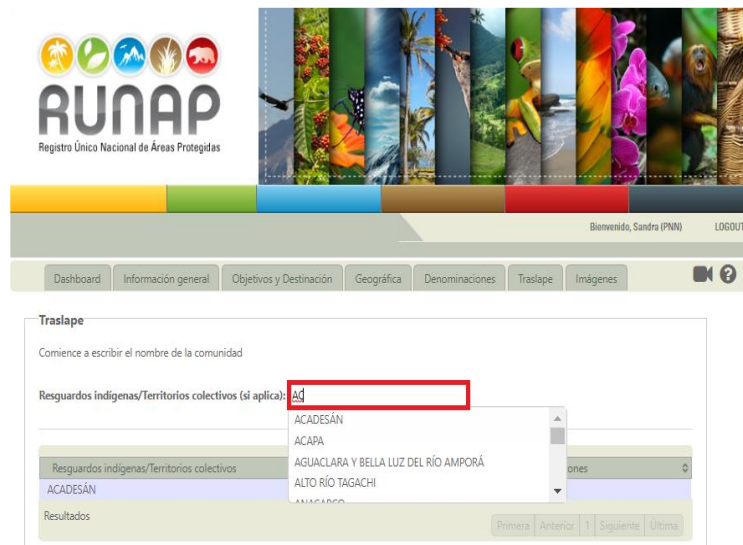 RUNAP
Registro Único Nacional de Áreas Protegidas
Bienvenido, Sandra (PNN) LOGOUT
Dashboard Información general Objetivos y Destinación Geográfica Denominaciones Traslape Imágenes
Traslape
Comience a escribir el nombre de la comunidad
Resguardos indígenas/Territorios colectivos (si aplica): AC
ACADESÁN
ACAPA
AGUACLARA Y BELLA LUZ DEL RÍO AMPORÁ
ALTO RÍO TAGACHI
Resguardos indígenas/Territorios colectivos ones
ACADESÁN
Resultados
Primera Anterior 1 Siguiente Última